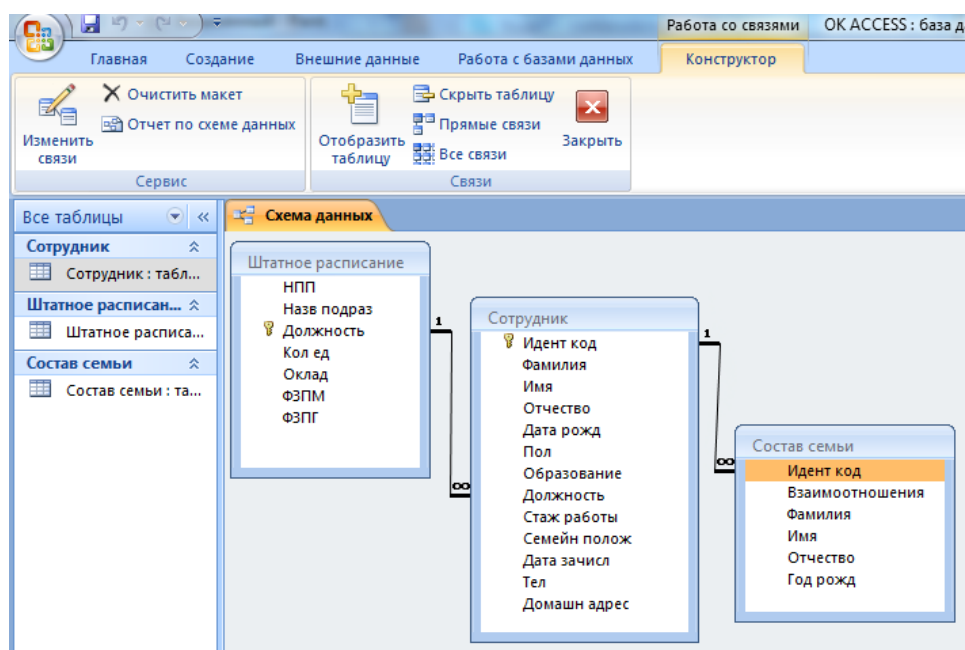 Работа со связями
OK ACCESS : база д
Главная
Создание
Внешние данные
Работа с базами данных
Конструктор
Изменить связи
Очистить макет
Отчет по схеме данных
Сервис
Отобразить таблицу
Скрыть таблицу
Прямые связи
Все связи
Закрыть
Связи
Все таблицы
Сотрудник
Сотрудник : табл...
Штатное расписан...
Штатное расписа...
Состав семьи
Состав семьи : та...
Схема данных
Штатное расписание
НПП
Назв подраз
Должность
Кол ед
Оклад
ФЗПМ
ФЗПГ
1
∞
Сотрудник
Идент код
Фамилия
Имя
Отчество
Дата рожд
Пол
Образование
Должность
Стаж работы
Семейн полож
Дата зачисл
Тел
Домашн адрес
1
∞
Состав семьи
Идент код
Взаимоотношения
Фамилия
Имя
Отчество
Год рожд